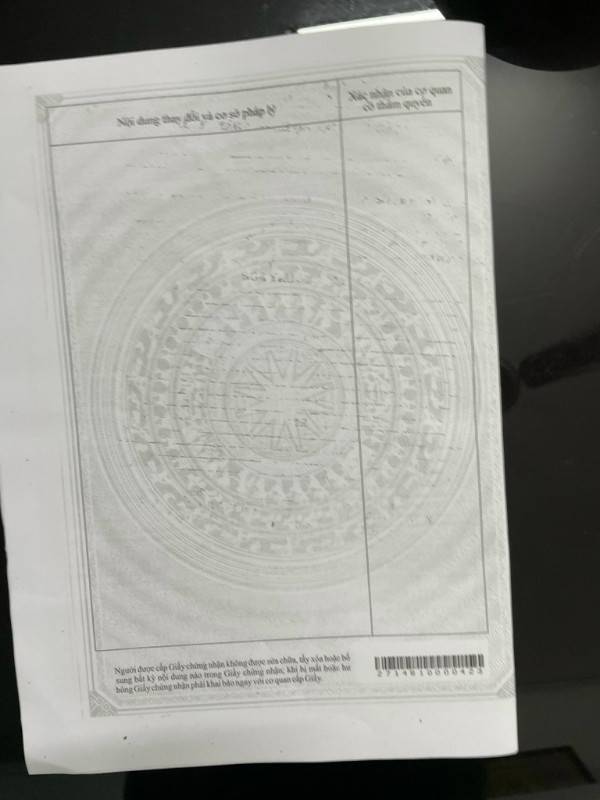 Nội dung thay đổi và cơ sở pháp lý
Xác nhận của cơ quan
có thẩm quyền
Người được cấp Giấy chứng nhận không được sửa chữa, tẩy xóa hoặc bổ
sung bất kỳ nội dung nào trong Giấy chứng nhận; khi bị mất hoặc hư
hỏng Giấy chứng nhận phải khai báo ngay với cơ quan cấp Giấy.
2714810000423